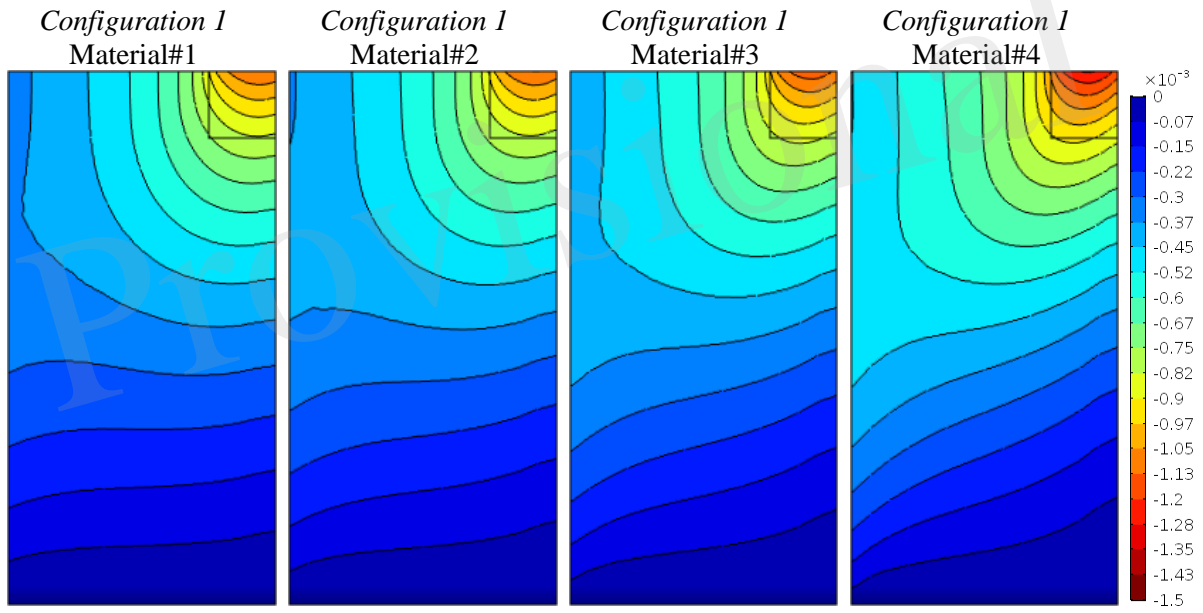 Configuration 1
Material#1
Configuration 1
Material#2
Configuration 1
Material#3
Configuration 1
Material#4
×10⁻³
0
-0.07
-0.15
-0.22
-0.3
-0.37
-0.45
-0.52
-0.6
-0.67
-0.75
-0.82
-0.9
-0.97
-1.05
-1.13
-1.2
-1.28
-1.35
-1.43
-1.5
Provisional